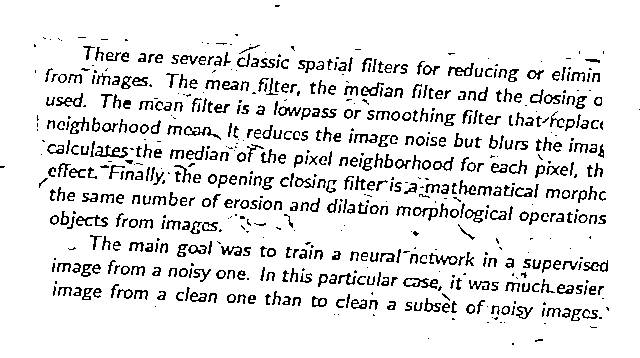 There are several classic spatial filters for reducing or elimin
from images. The mean filter, the median filter and the closing o
used. The mean filter is a lowpass or smoothing filter that replace
neighborhood mean. It reduces the image noise but blurs the imag
calculates the median of the pixel neighborhood for each pixel, th
effect. Finally, the opening closing filter is a mathematical morpho
the same number of erosion and dilation morphological operations
objects from images.
The main goal was to train a neural network in a supervised
image from a noisy one. In this particular case, it was much easier
image from a clean one than to clean a subset of noisy images.